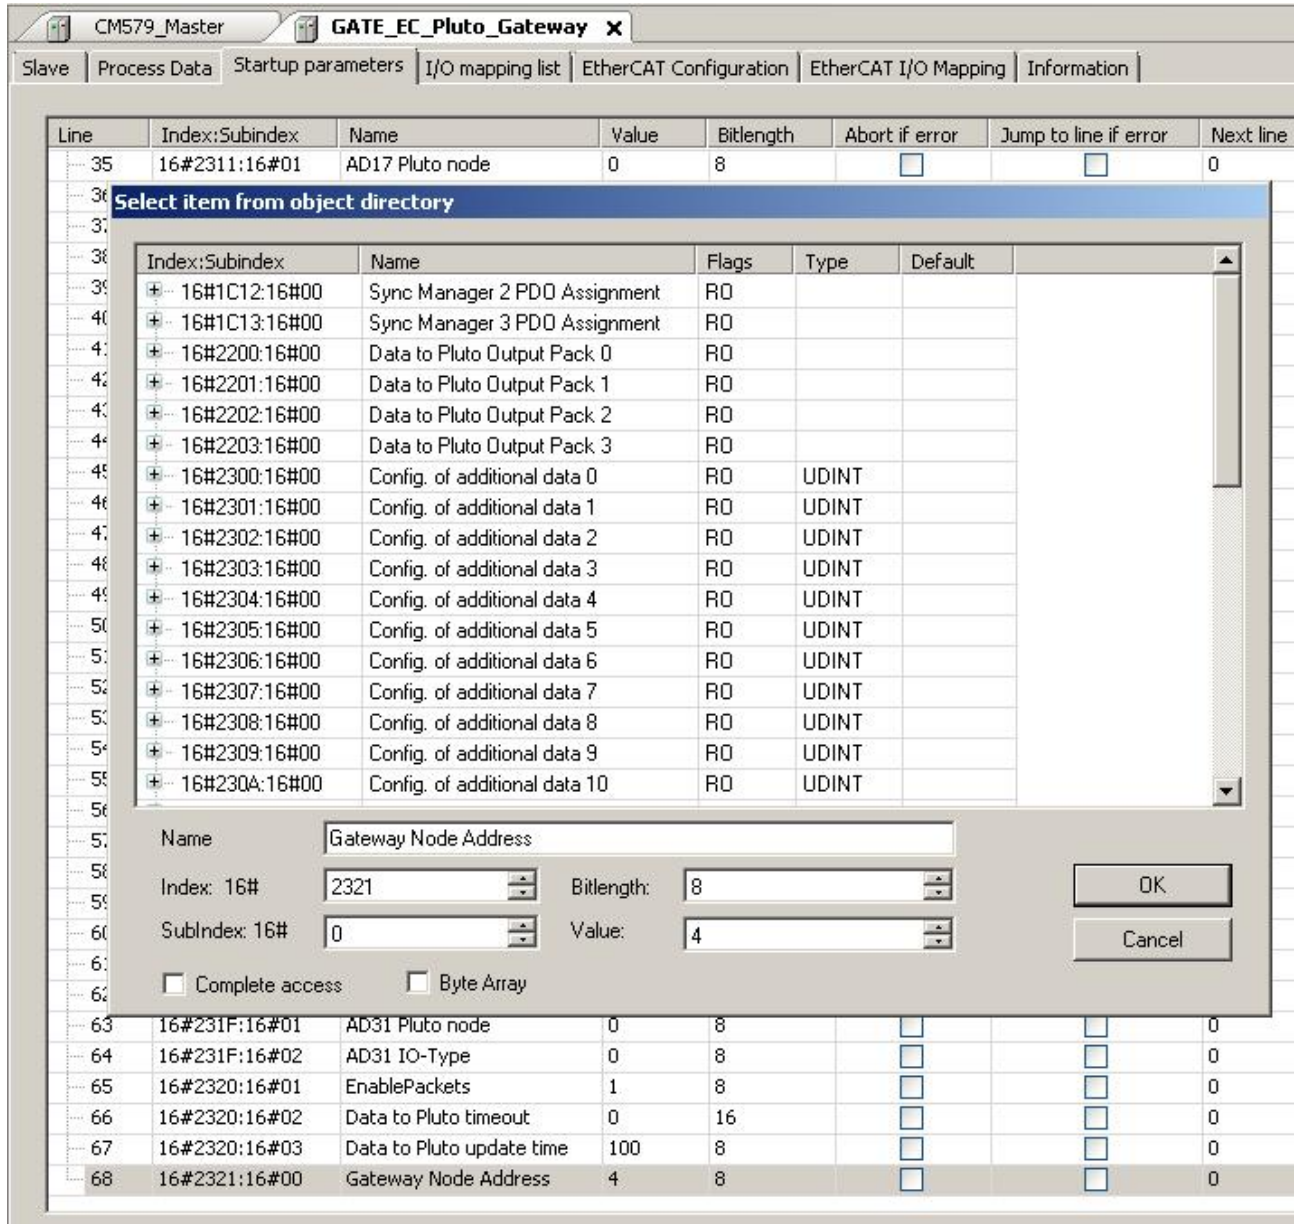 CM579_Master GATE_EC_Pluto_Gateway X
Slave Process Data Startup parameters I/O mapping list EtherCAT Configuration EtherCAT I/O Mapping Information
Line Index:Subindex Name Value Bitlength Abort if error Jump to line if error Next line
35 16#2311:16#01 AD17 Pluto node 0 8 0
Select item from object directory
Index:Subindex Name Flags Type Default
16#1C12:16#00 Sync Manager 2 PDO Assignment RO
16#1C13:16#00 Sync Manager 3 PDO Assignment RO
16#2200:16#00 Data to Pluto Output Pack 0 RO
16#2201:16#00 Data to Pluto Output Pack 1 RO
16#2202:16#00 Data to Pluto Output Pack 2 RO
16#2203:16#00 Data to Pluto Output Pack 3 RO
16#2300:16#00 Config. of additional data 0 RO UDINT
16#2301:16#00 Config. of additional data 1 RO UDINT
16#2302:16#00 Config. of additional data 2 RO UDINT
16#2303:16#00 Config. of additional data 3 RO UDINT
16#2304:16#00 Config. of additional data 4 RO UDINT
16#2305:16#00 Config. of additional data 5 RO UDINT
16#2306:16#00 Config. of additional data 6 RO UDINT
16#2307:16#00 Config. of additional data 7 RO UDINT
16#2308:16#00 Config. of additional data 8 RO UDINT
16#2309:16#00 Config. of additional data 9 RO UDINT
16#230A:16#00 Config. of additional data 10 RO UDINT
Name Gateway Node Address
Index: 16# 2321 Bitlength: 8 OK
SubIndex: 16# 0 Value: 4 Cancel
Complete access Byte Array
63 16#231F:16#01 AD31 Pluto node 0 8 0
64 16#231F:16#02 AD31 IO-Type 0 8 0
65 16#2320:16#01 EnablePackets 1 8 0
66 16#2320:16#02 Data to Pluto timeout 0 16 0
67 16#2320:16#03 Data to Pluto update time 100 8 0
68 16#2321:16#00 Gateway Node Address 4 8 0